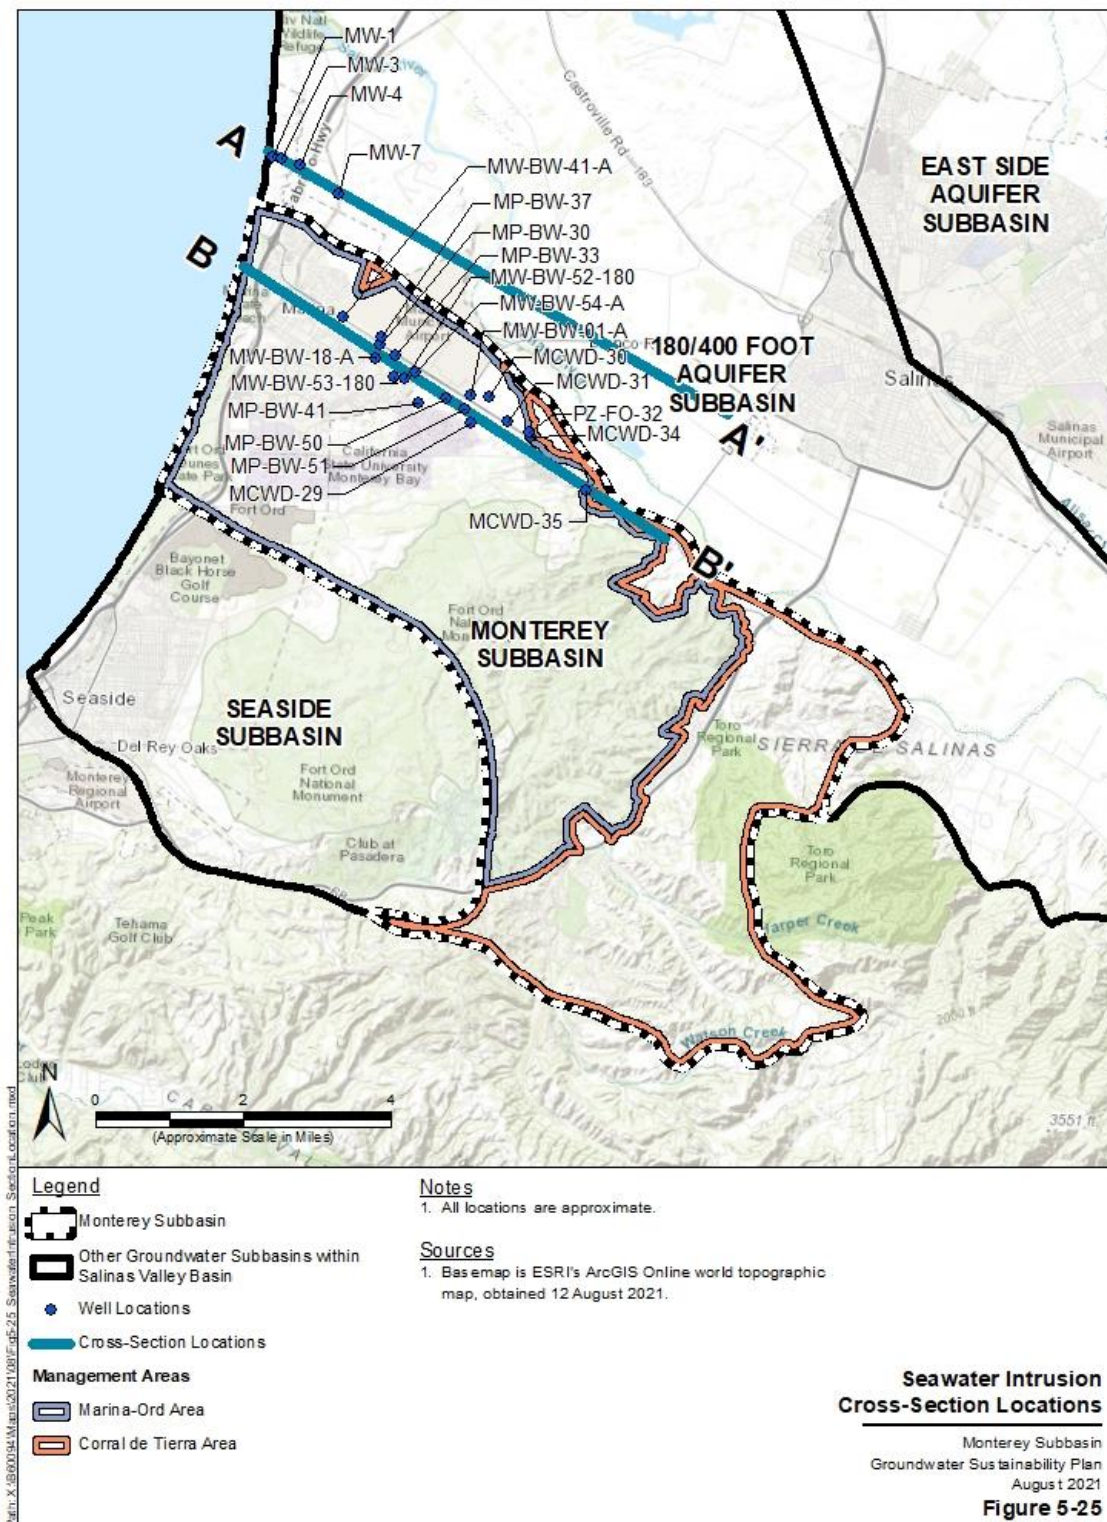 MW-1
MW-3
MW-4
MW-7
MW-BW-41-A
MP-BW-37
MP-BW-30
MP-BW-33
MW-BW-52-180
MW-BW-54-A
MW-BW-01-A
MCWD-30
MCWD-31
PZ-FO-32
MCWD-34
MW-BW-18-A
MW-BW-53-180
MP-BW-41
MP-BW-50
MP-BW-51
MCWD-29
MCWD-35
A
B
A'
B'
Castroville Rd
183
EAST SIDE
AQUIFER
SUBBASIN
180/400 FOOT
AQUIFER
SUBBASIN
Salinas
Salinas
Municipal
Airport
California
State University
Monterey Bay
Fort Ord
Bayonet
Black Horse
Golf
Course
MONTEREY
SUBBASIN
SEASIDE
SUBBASIN
Seaside
Del Rey Oaks
Monterey
Regional
Airport
Fort Ord
National
Monument
Club at
Pasadera
Toro
Regional
Park
SALINAS
Toro
Regional
Park
Peak
Park
Tehama
Golf Club
Watson Creek
2000 ft
3551 ft
N
0 2 4
(Approximate Scale in Miles)
Legend
Monterey Subbasin
Other Groundwater Subbasins within
Salinas Valley Basin
Well Locations
Cross-Section Locations
Management Areas
Marina-Ord Area
Corral de Tierra Area
Notes
1. All locations are approximate.
Sources
1. Basemap is ESRI's ArcGIS Online world topographic
map, obtained 12 August 2021.
Seawater Intrusion
Cross-Section Locations
Monterey Subbasin
Groundwater Sustainability Plan
August 2021
Figure 5-25